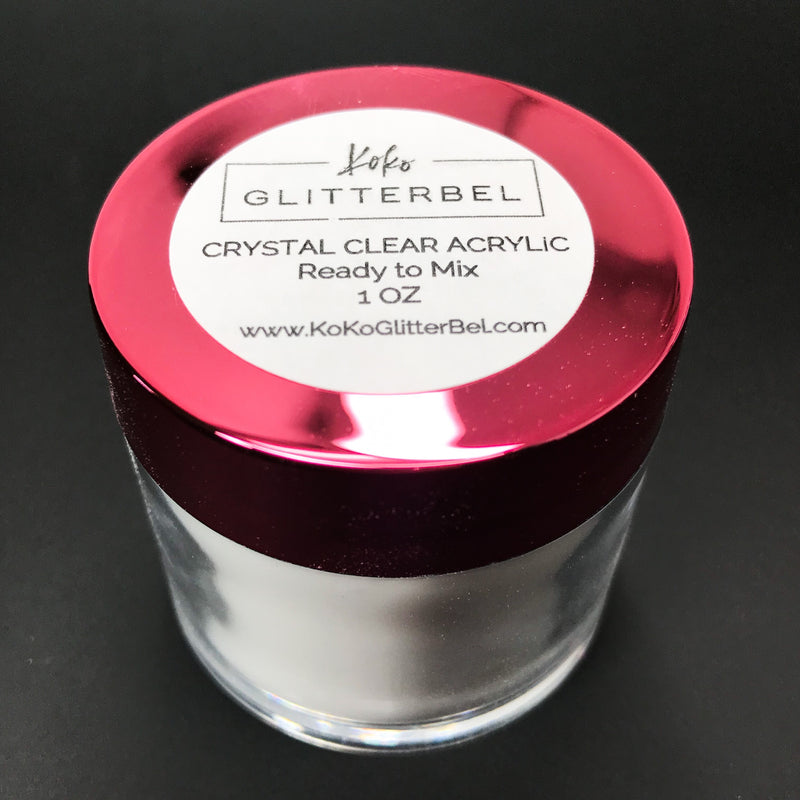 Koko
GLITTERBEL
CRYSTAL CLEAR ACRYLiC
Ready to Mix
1 OZ
www.KoKoGlitterBel.com